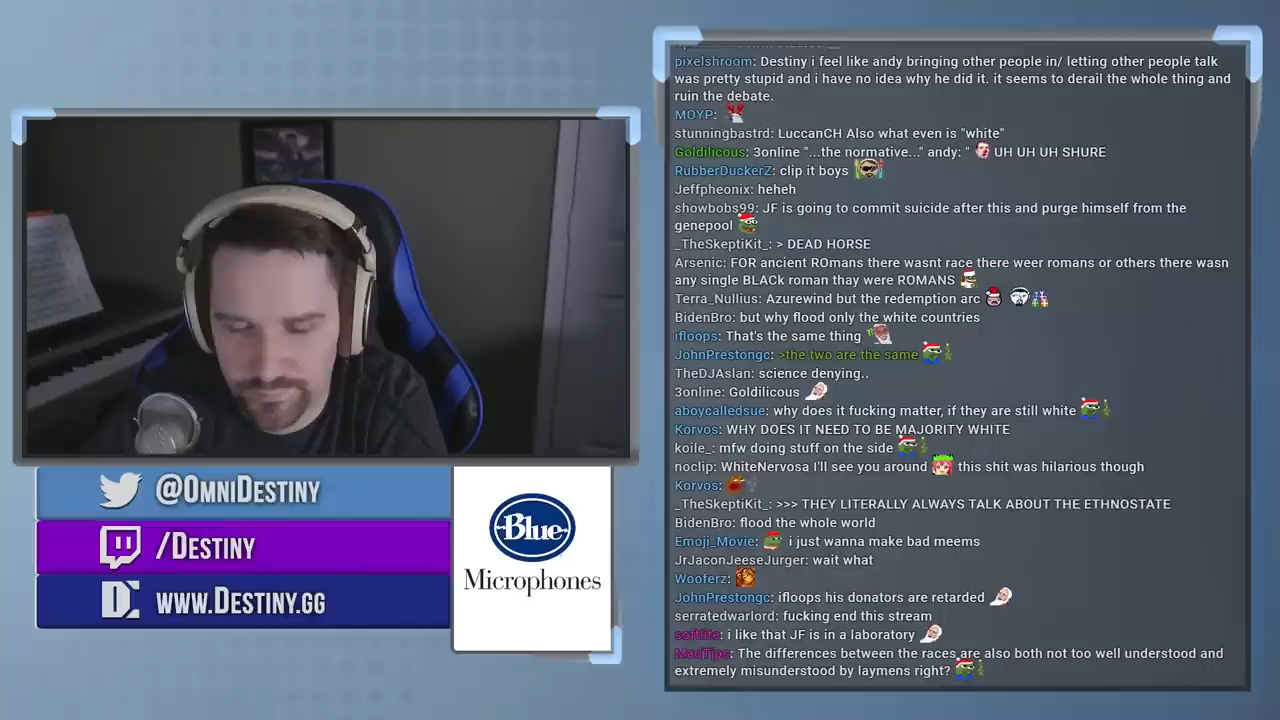 @OmniDestiny
/Destiny
www.Destiny.gg
Blue
Microphones
pixelshroom: Destiny i feel like andy bringing other people in/ letting other people talk
was pretty stupid and i have no idea why he did it. it seems to derail the whole thing and
ruin the debate.
MOYP:
stunningbastrd: LuccanCH Also what even is "white"
Goldilicous: 3online "...the normative..." andy: " UH UH UH SHURE
RubberDuckerZ: clip it boys
Jeffpheonix: heheh
showbobs99: JF is going to commit suicide after this and purge himself from the
genepool
_TheSkeptiKit_: > DEAD HORSE
Arsenic: FOR ancient ROmans there wasnt race there weer romans or others there wasn
any single BLACk roman thay were ROMANS
Terra_Nullius: Azurewind but the redemption arc
BidenBro: but why flood only the white countries
ifloops: That's the same thing
JohnPrestongc: >the two are the same
TheDJAslan: science denying..
3online: Goldilicous
aboycalledsue: why does it fucking matter, if they are still white
Korvos: WHY DOES IT NEED TO BE MAJORITY WHITE
koile_: mfw doing stuff on the side
noclip: WhiteNervosa I'll see you around this shit was hilarious though
Korvos:
_TheSkeptiKit_: >>> THEY LITERALLY ALWAYS TALK ABOUT THE ETHNOSTATE
BidenBro: flood the whole world
Emoji_Movie: i just wanna make bad meems
JrJaconJeeseJurger: wait what
Wooferz:
JohnPrestongc: ifloops his donators are retarded
serratedwarlord: fucking end this stream
softlite: i like that JF is in a laboratory
MadTips: The differences between the races are also both not too well understood and
extremely misunderstood by laymens right?